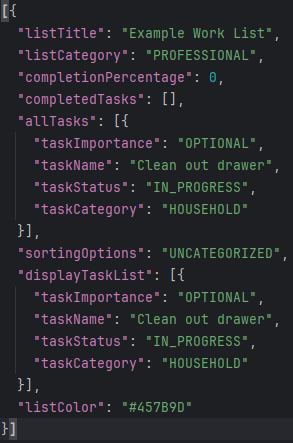 [{
  "listTitle": "Example Work List",
  "listCategory": "PROFESSIONAL",
  "completionPercentage": 0,
  "completedTasks": [],
  "allTasks": [{
    "taskImportance": "OPTIONAL",
    "taskName": "Clean out drawer",
    "taskStatus": "IN_PROGRESS",
    "taskCategory": "HOUSEHOLD"
  }],
  "sortingOptions": "UNCATEGORIZED",
  "displayTaskList": [{
    "taskImportance": "OPTIONAL",
    "taskName": "Clean out drawer",
    "taskStatus": "IN_PROGRESS",
    "taskCategory": "HOUSEHOLD"
  }],
  "listColor": "#457B9D"
}]